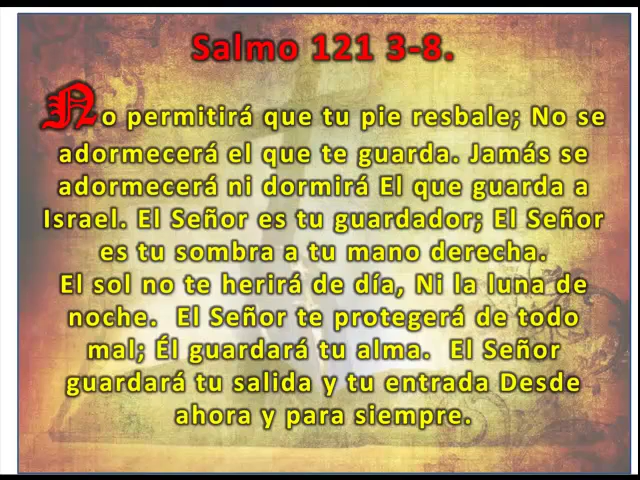 Salmo 121 3-8.
No permitirá que tu pie resbale; No se
adormecerá el que te guarda. Jamás se
adormecerá ni dormirá El que guarda a
Israel. El Señor es tu guardador; El Señor
es tu sombra a tu mano derecha.
El sol no te herirá de día, Ni la luna de
noche. El Señor te protegerá de todo
mal; Él guardará tu alma. El Señor
guardará tu salida y tu entrada Desde
ahora y para siempre.